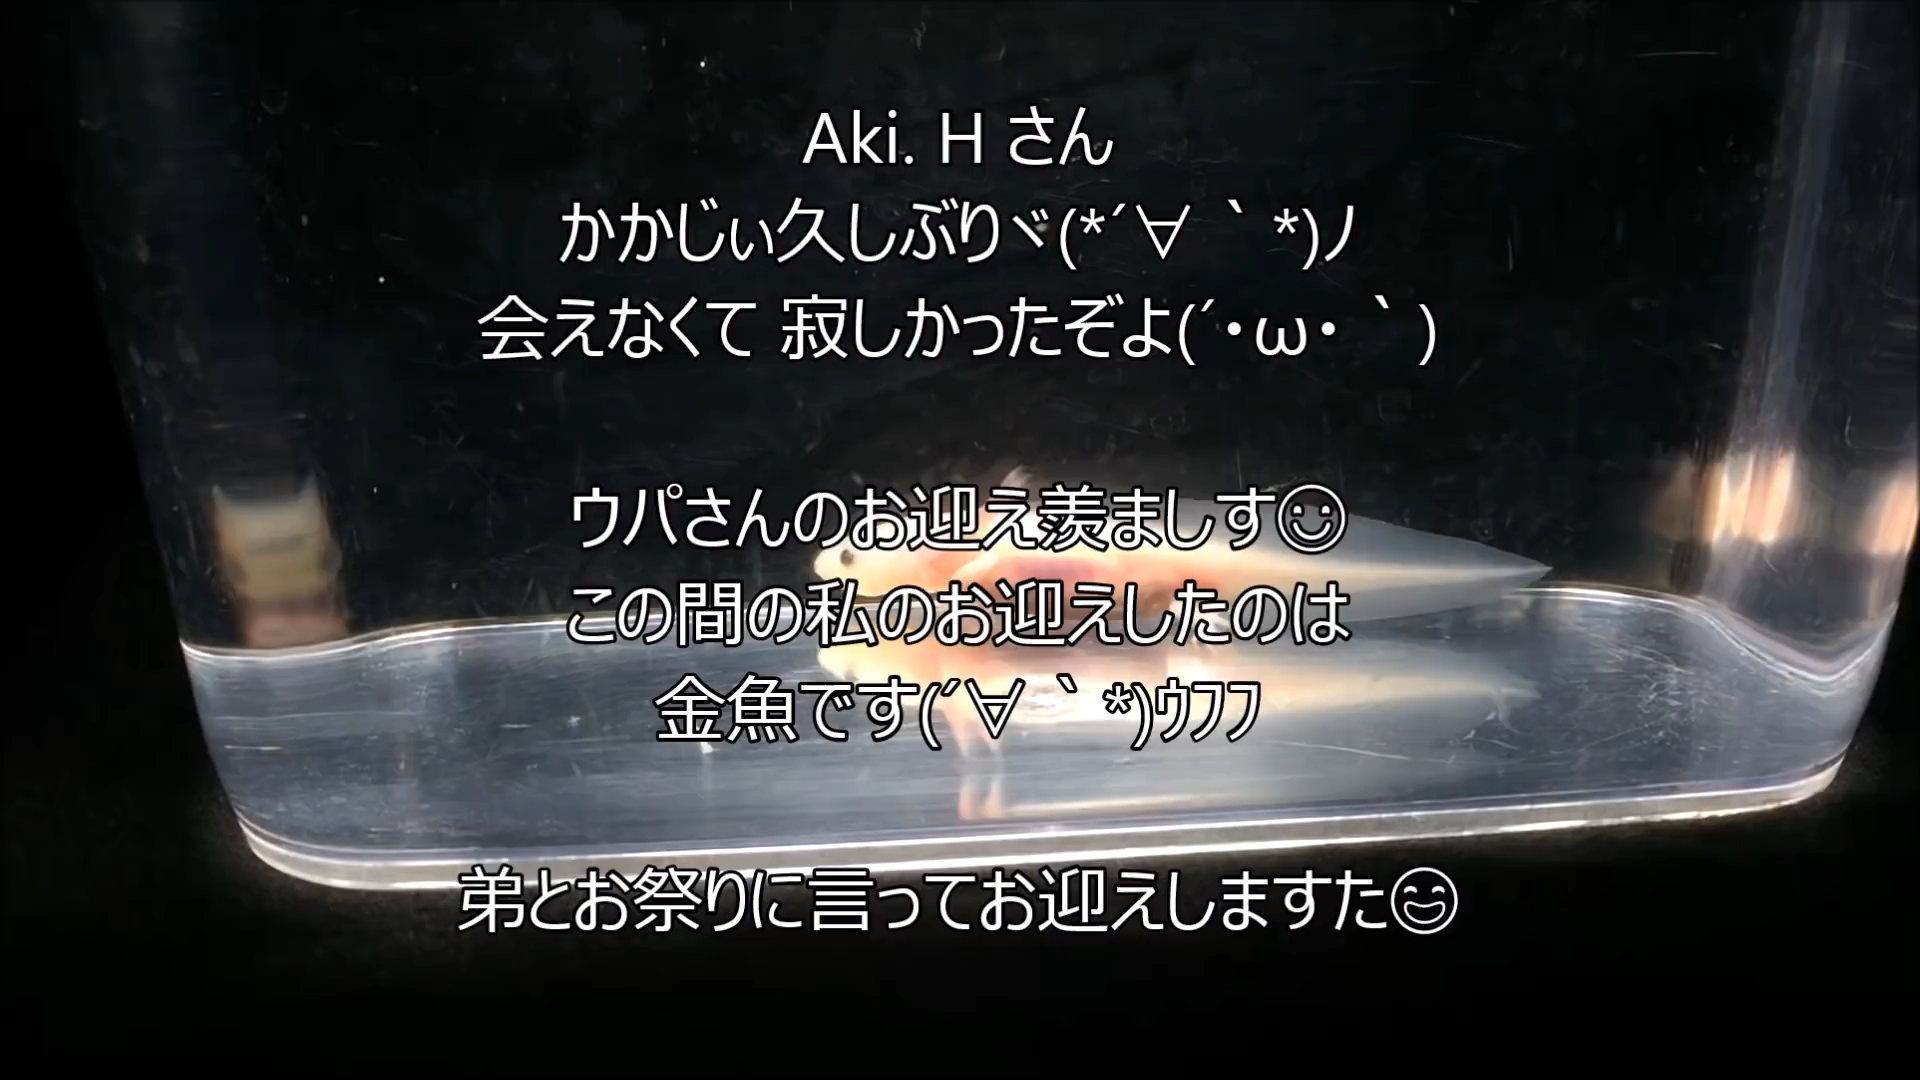 Aki. H さん
かかじぃ久しぶりヾ(*´∀｀*)ﾉ
会えなくて 寂しかったぞよ(´・ω・｀)
ウパさんのお迎え羨ましす☺
この間の私のお迎えしたのは
金魚です(´∀｀*)ｳﾌﾌ
弟とお祭りに言ってお迎えしますた😄